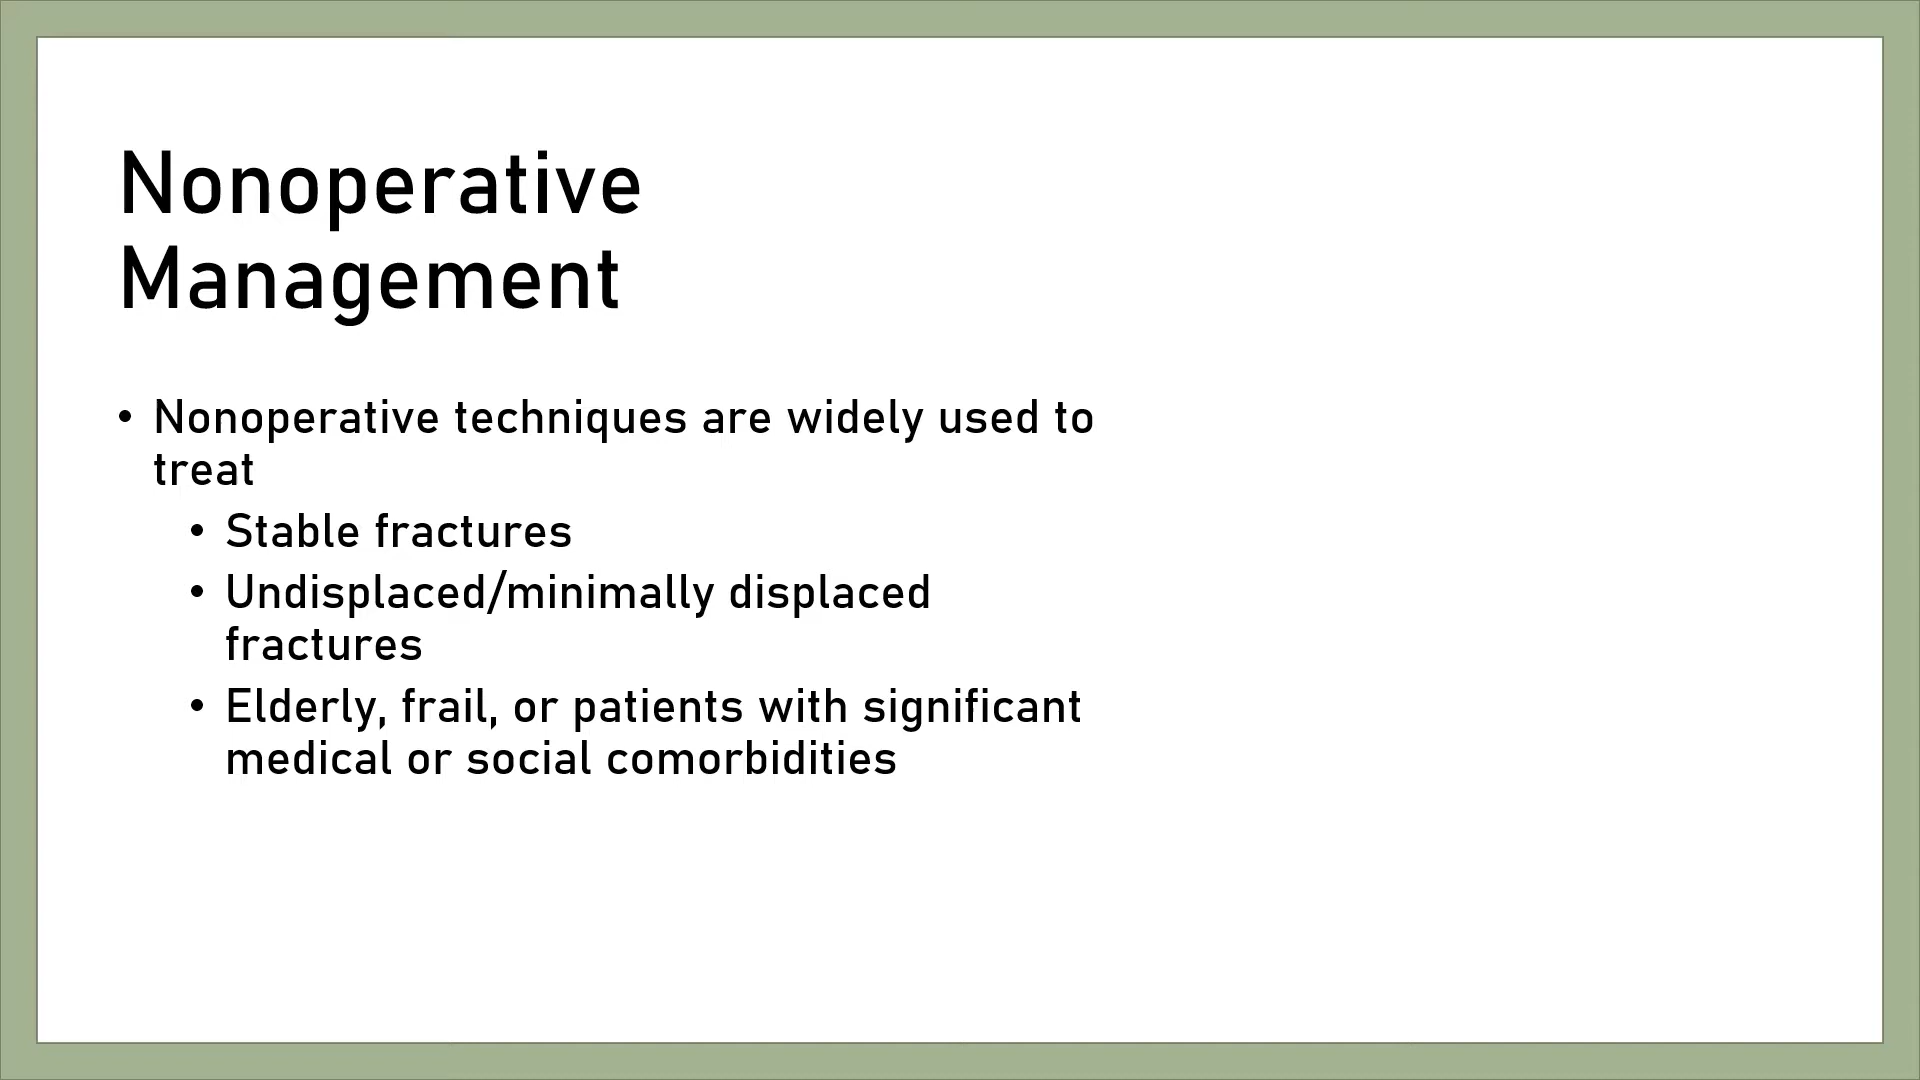 Nonoperative
Management
• Nonoperative techniques are widely used to
treat
• Stable fractures
• Undisplaced/minimally displaced
fractures
• Elderly, frail, or patients with significant
medical or social comorbidities